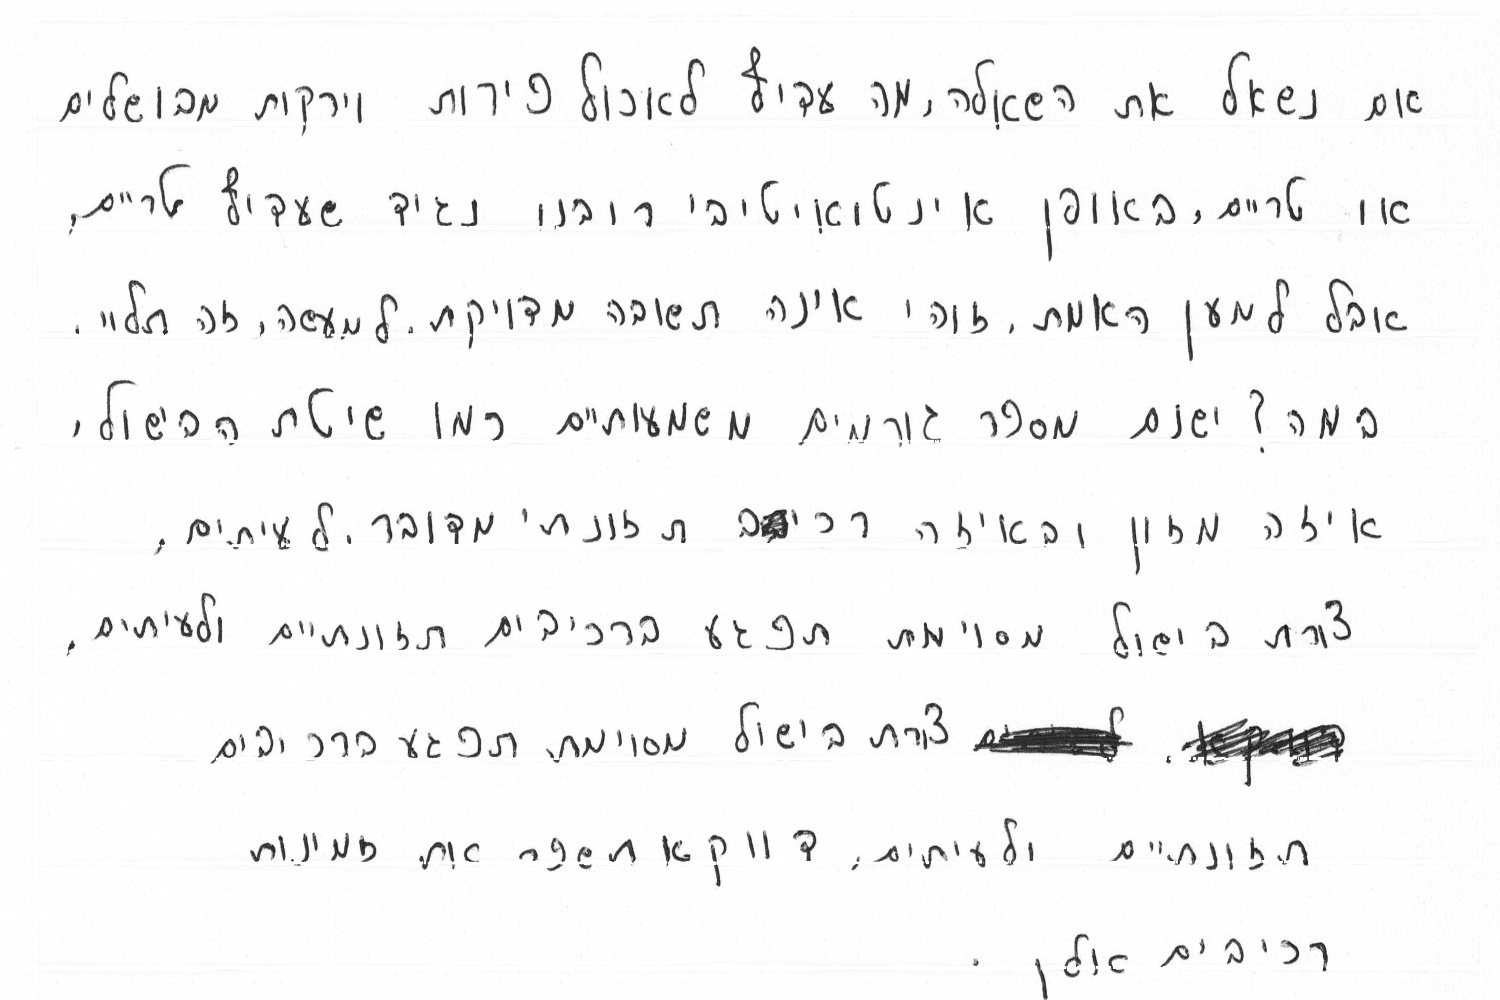 אם נשאל את השאלה, מה עדיף לאכול פירות וירקות מבושלים
או טריים, באופן אינטואיטיבי רובנו נגיד שעדיף טריים,
אבל למען האמת, זוהי אינה תשובה מדויקת. למעשה, זה תלוי.
במה? ישנם מספר גורמים משמעותיים כמו שיטת הבישול,
איזה מזון ובאיזה רכיב תזונתי מדובר. לעיתים,
צורת בישול מסוימת תפגע ברכיבים תזונתיים ולעיתים,
צורת בישול מסוימת תפגע ברכיבים
תזונתיים ולעיתים, דווקא תשפר את זמינות
רכיבים אולן .